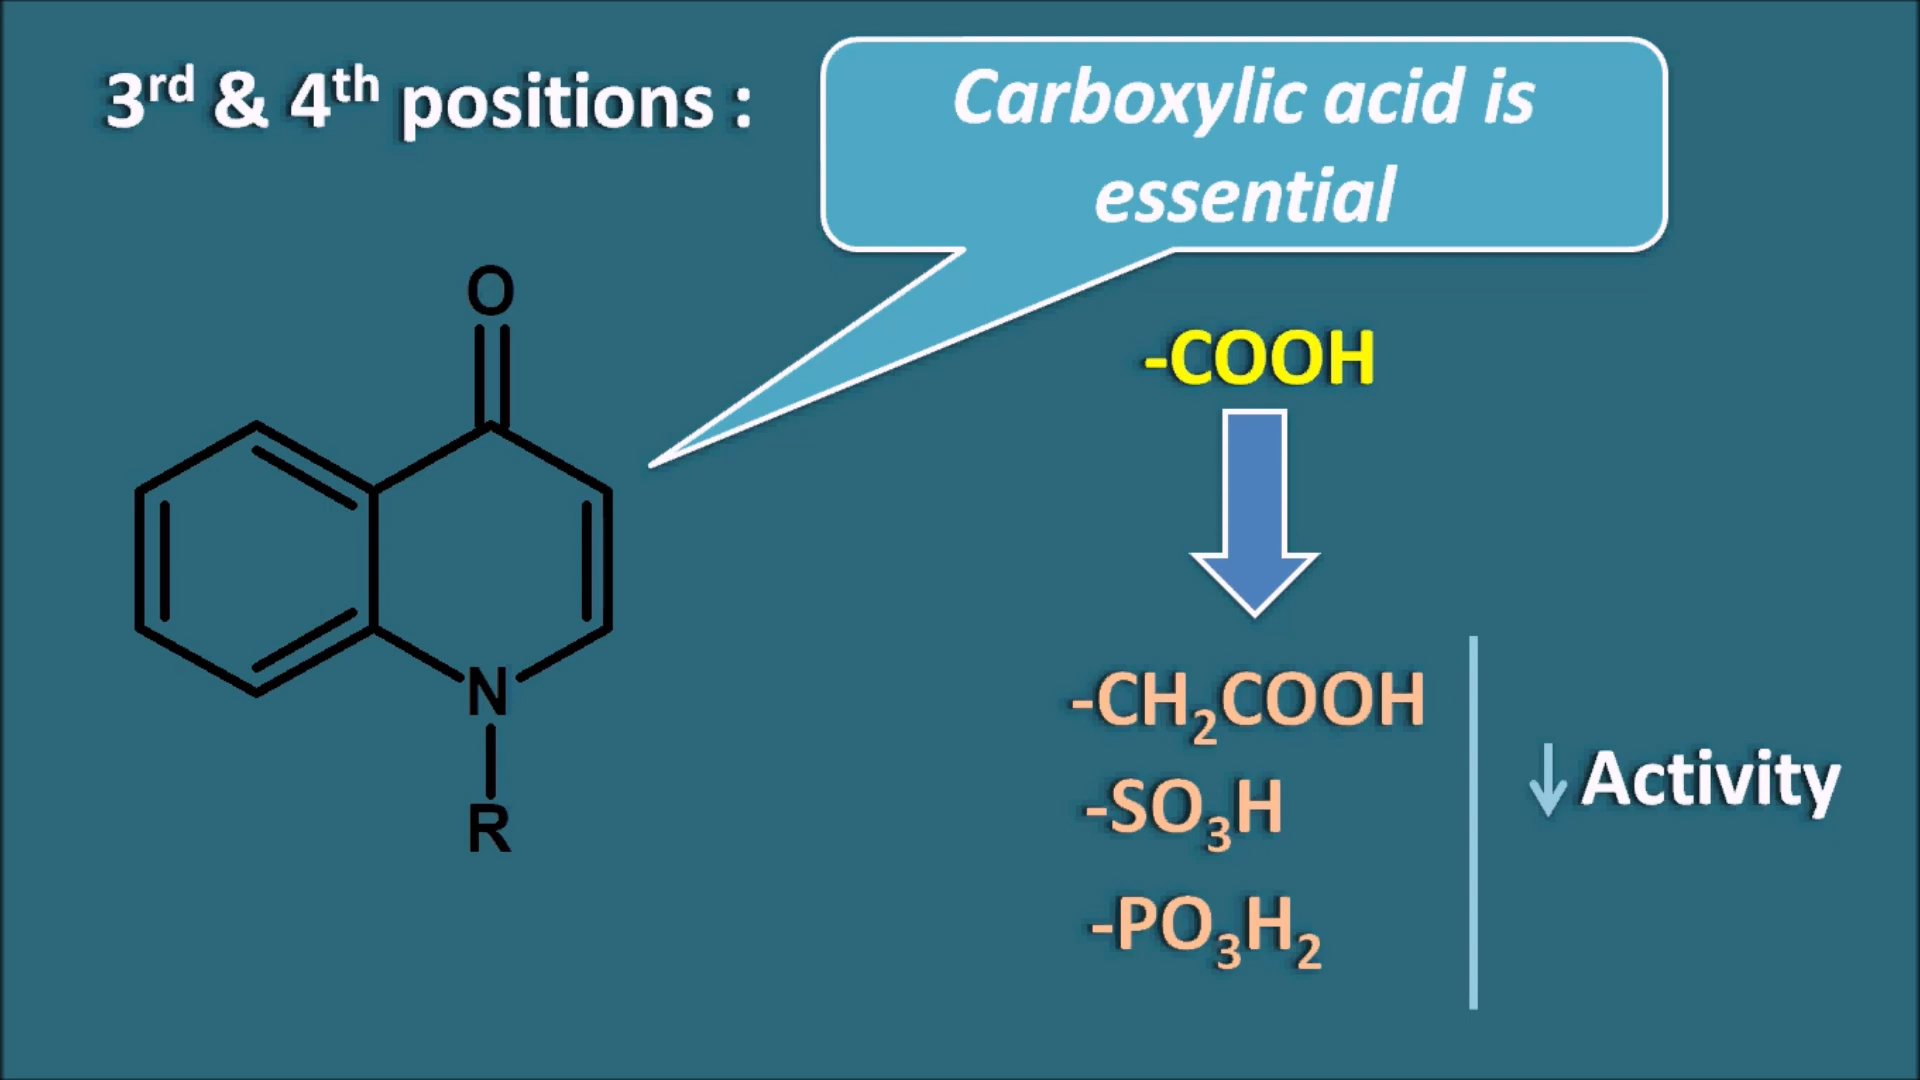 3rd & 4th positions :
Carboxylic acid is
essential
O
-COOH
N
R
-CH₂COOH
-SO₃H
-PO₃H₂
↓ Activity